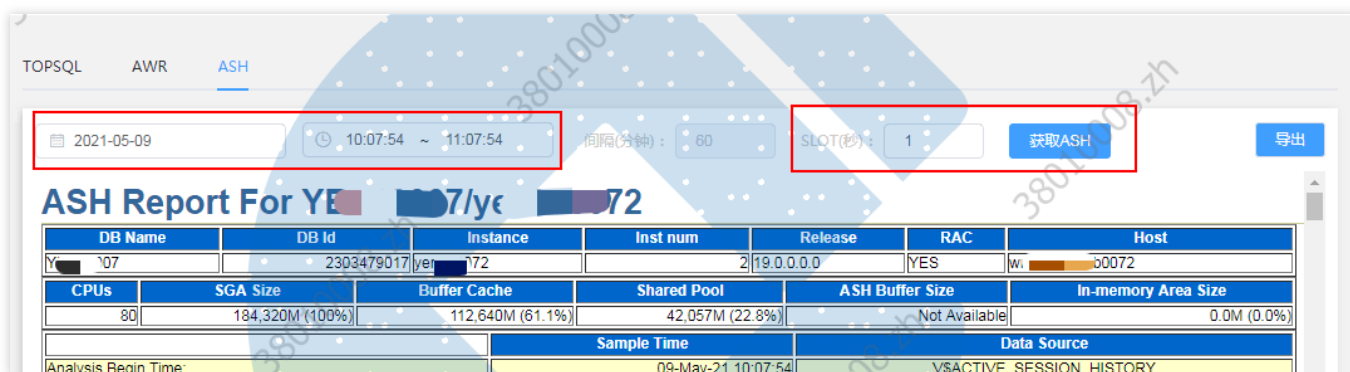 TOPSQL AWR ASH
2021-05-09 10:07:54 ~ 11:07:54 间隔(分钟)： 60 SLOT(秒)： 1 获取ASH 导出
ASH Report For
DB Name DB Id Instance Inst num Release RAC Host
2303479017 2 19.0.0.0.0 YES
CPUs SGA Size Buffer Cache Shared Pool ASH Buffer Size In-memory Area Size
80 184,320M (100%) 112,640M (61.1%) 42,057M (22.8%) Not Available 0.0M (0.0%)
Sample Time Data Source
Analysis Begin Time: 09-May-21 10:07:54 V$ACTIVE_SESSION_HISTORY
38010008.zh
38010008.zh